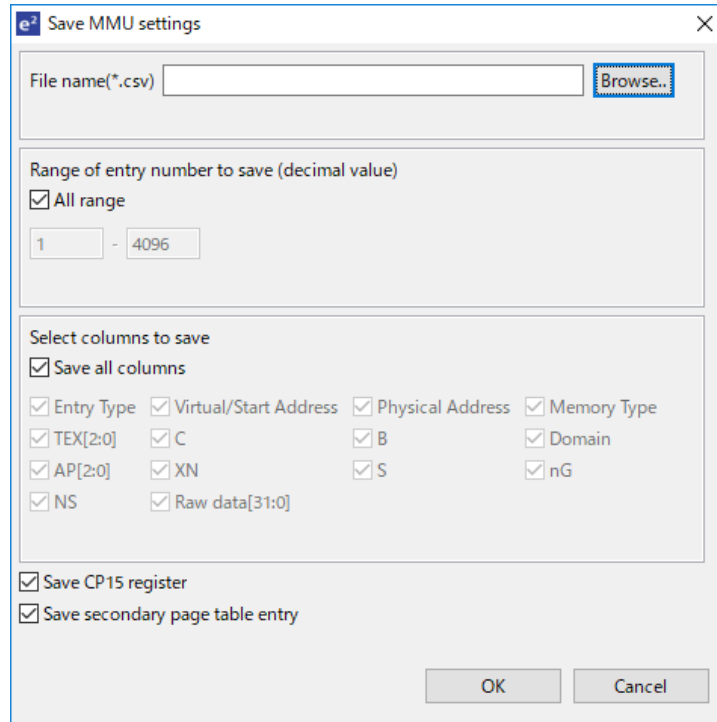 e² Save MMU settings
File name(*.csv) Browse..
Range of entry number to save (decimal value)
All range
1 - 4096
Select columns to save
Save all columns
Entry Type Virtual/Start Address Physical Address Memory Type
TEX[2:0] C B Domain
AP[2:0] XN S nG
NS Raw data[31:0]
Save CP15 register
Save secondary page table entry
OK Cancel